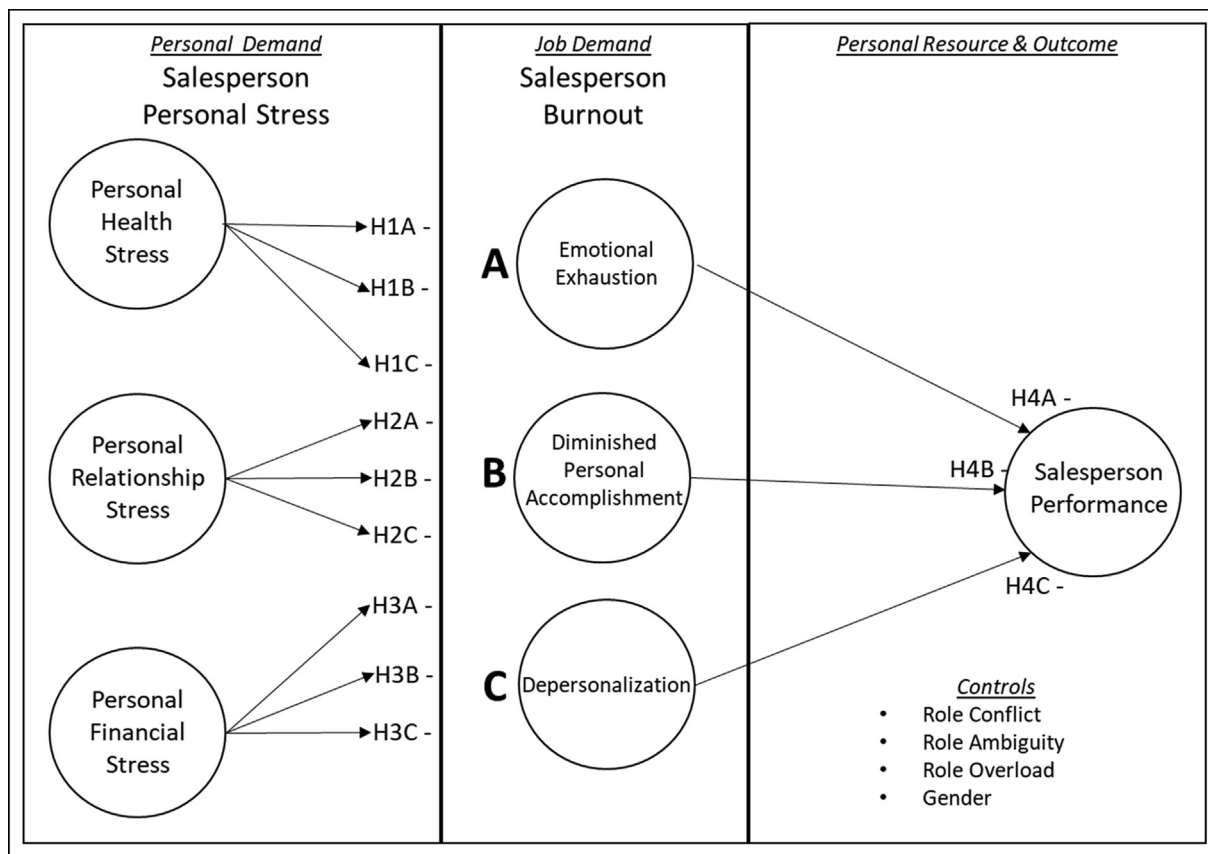 Personal Demand
Salesperson
Personal Stress
Personal
Health
Stress
H1A -
H1B -
H1C -
Personal
Relationship
Stress
H2A -
H2B -
H2C -
Personal
Financial
Stress
H3A -
H3B -
H3C -
Job Demand
Salesperson
Burnout
A
Emotional
Exhaustion
B
Diminished
Personal
Accomplishment
C
Depersonalization
Personal Resource & Outcome
H4A -
H4B -
H4C -
Salesperson
Performance
Controls
• Role Conflict
• Role Ambiguity
• Role Overload
• Gender